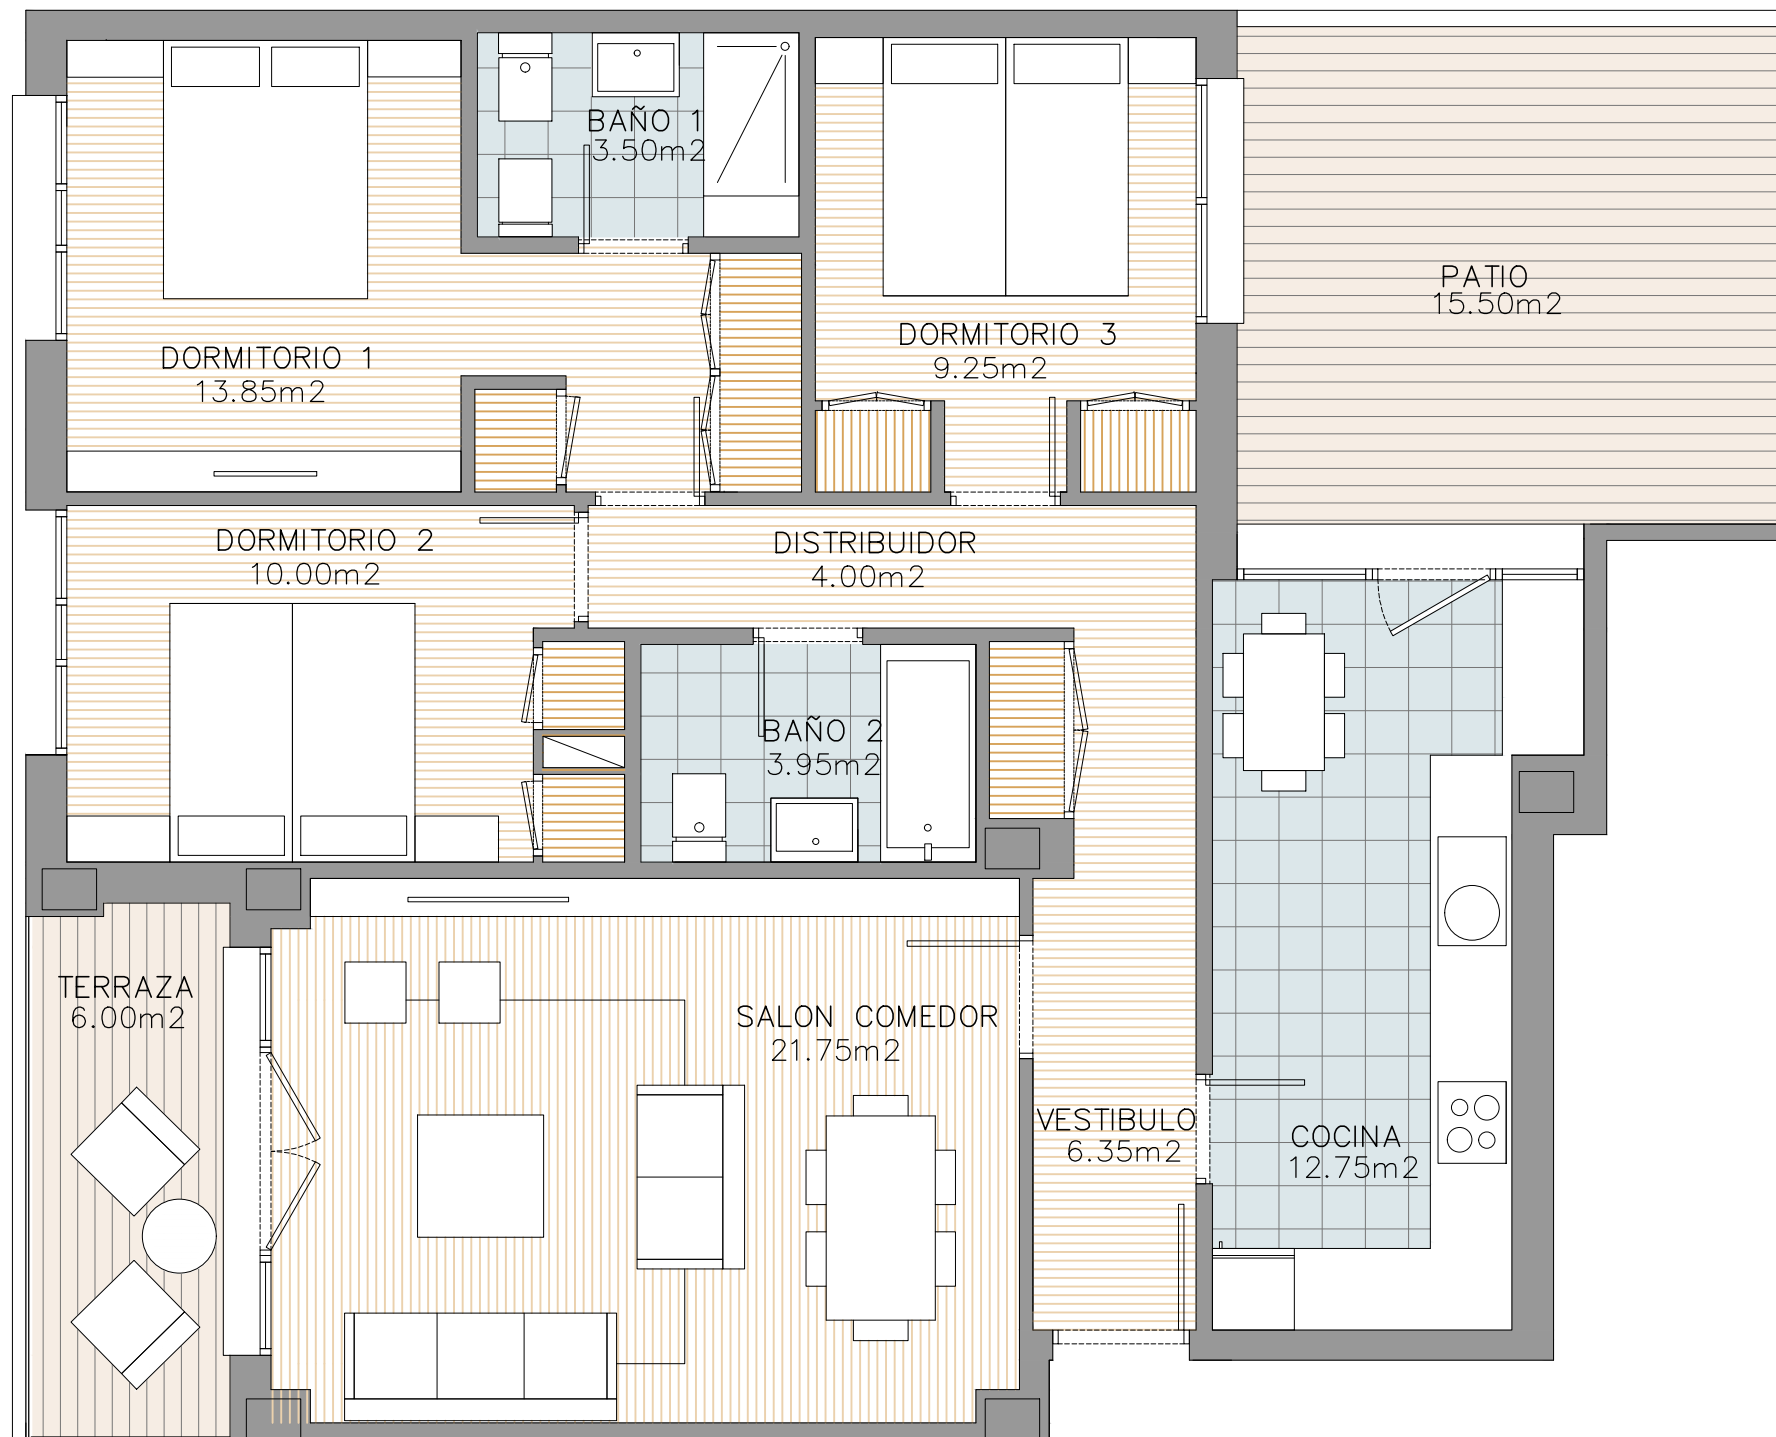 BAÑO 1
3.50m2
DORMITORIO 1
13.85m2
DORMITORIO 3
9.25m2
PATIO
15.50m2
DORMITORIO 2
10.00m2
DISTRIBUIDOR
4.00m2
BAÑO 2
3.95m2
TERRAZA
6.00m2
SALON COMEDOR
21.75m2
VESTIBULO
6.35m2
COCINA
12.75m2